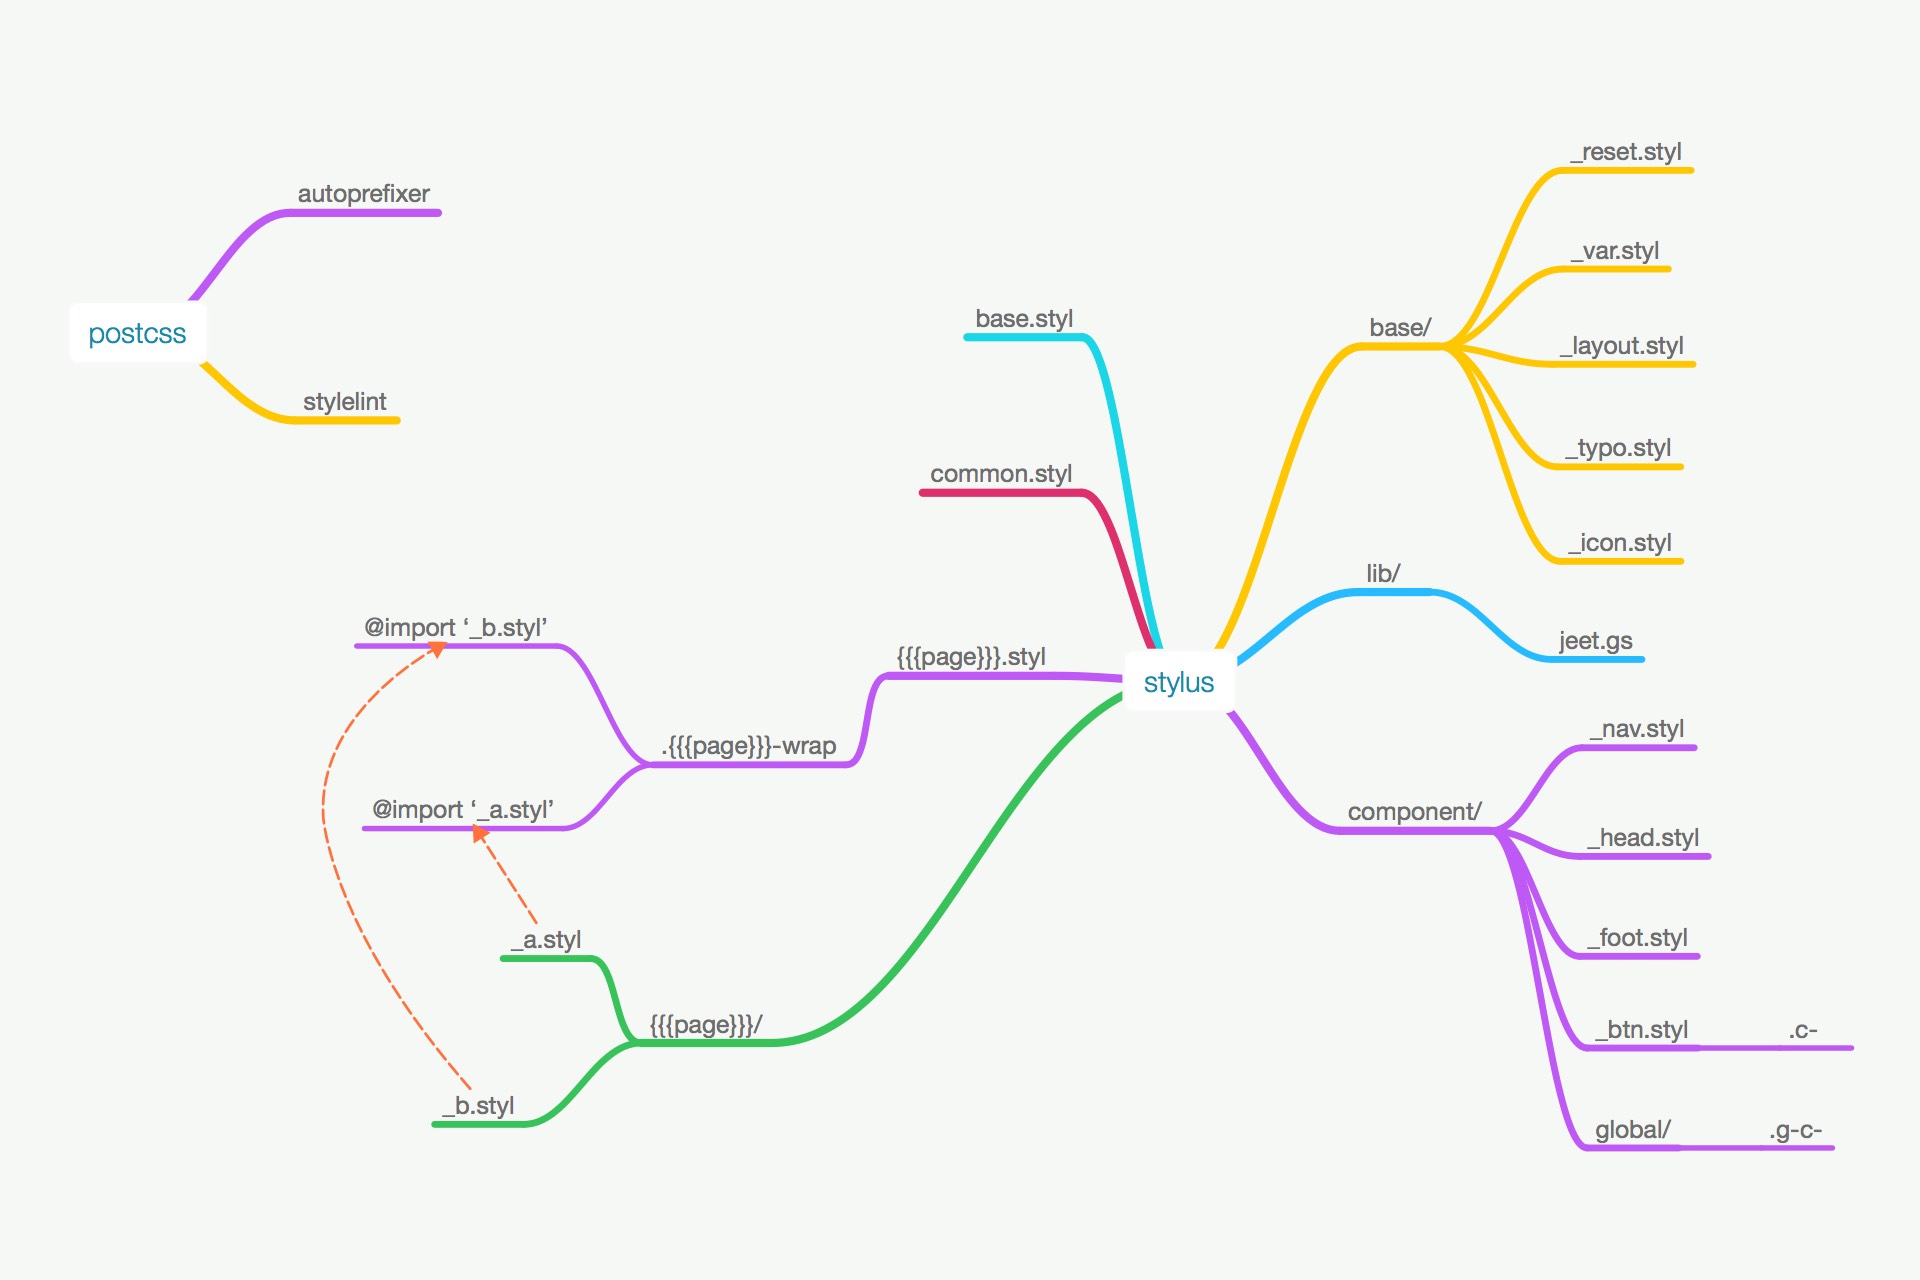 autoprefixer
postcss
stylelint
base.styl
common.styl
{{{page}}}.styl
.{{{page}}}-wrap
@import ‘_b.styl’
@import ‘_a.styl’
_a.styl
{{{page}}}/
_b.styl
stylus
base/
_reset.styl
_var.styl
_layout.styl
_typo.styl
_icon.styl
lib/
jeet.gs
component/
_nav.styl
_head.styl
_foot.styl
_btn.styl
.c-
global/
.g-c-